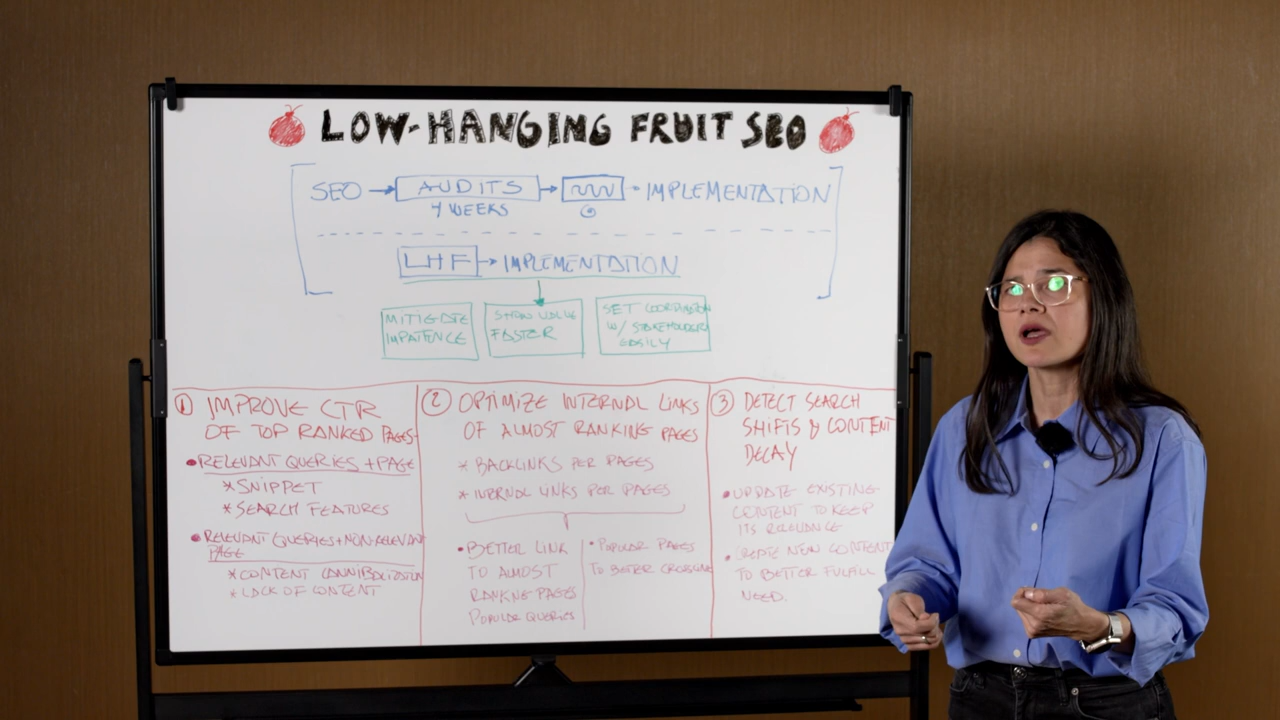 LOW-HANGING FRUIT SEO
SEO → AUDITS → → IMPLEMENTATION
4 WEEKS
LHF → IMPLEMENTATION
MITIGATE
IMPATIENCE
SHOW VALUE
FASTER
SET COORDINATION
W/ STAKEHOLDERS
EASILY
1 IMPROVE CTR
OF TOP RANKED PAGES
• RELEVANT QUERIES + PAGE
* SNIPPET
* SEARCH FEATURES
• RELEVANT QUERIES + NON-RELEVANT
PAGE
* CONTENT CANNIBALIZATION
* LACK OF CONTENT
2 OPTIMIZE INTERNAL LINKS
OF ALMOST RANKING PAGES
* BACKLINKS PER PAGES
* INTERNAL LINKS PER PAGES
• BETTER LINK
TO ALMOST
RANKING PAGES
POPULAR QUERIES
• POPULAR PAGES
TO BETTER CROSSLINK
3 DETECT SEARCH
SHIFTS & CONTENT
DECAY
• UPDATE EXISTING
CONTENT TO KEEP
ITS RELEVANCE
• CREATE NEW CONTENT
TO BETTER FULFILL
NEED.